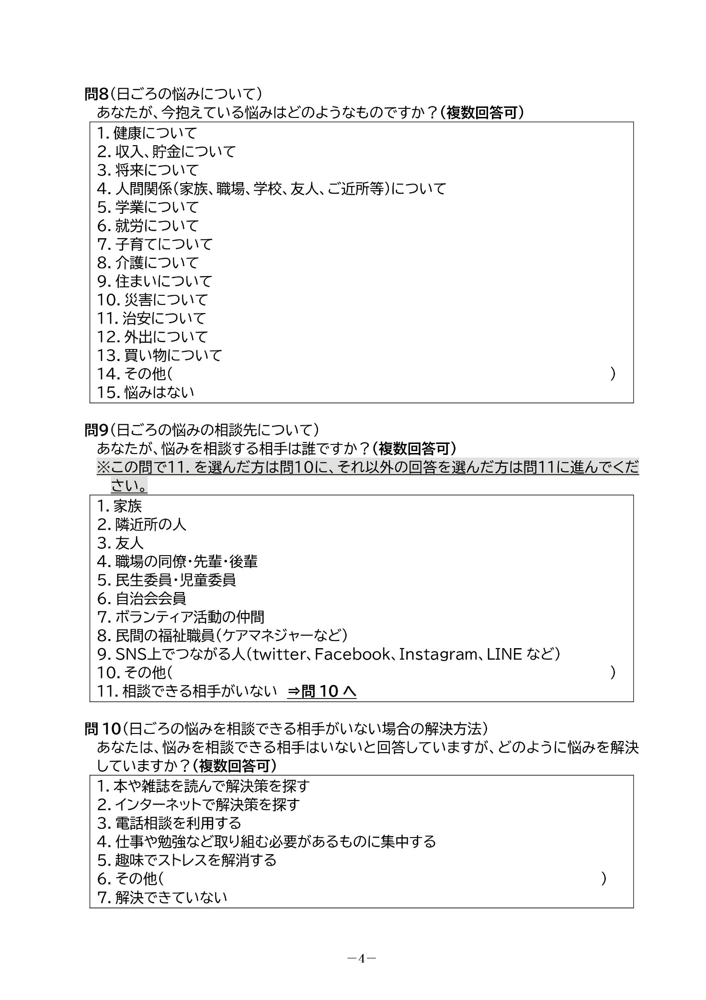 問8（日ごろの悩みについて）
あなたが、今抱えている悩みはどのようなものですか？（複数回答可）
1. 健康について
2. 収入、貯金について
3. 将来について
4. 人間関係（家族、職場、学校、友人、ご近所等）について
5. 学業について
6. 就労について
7. 子育てについて
8. 介護について
9. 住まいについて
10. 災害について
11. 治安について
12. 外出について
13. 買い物について
14. その他（　　　　　　　　　　　　　　　　　　　　　　　　　　　　　　　）
15. 悩みはない
問9（日ごろの悩みの相談先について）
あなたが、悩みを相談する相手は誰ですか？（複数回答可）
※この問で11. を選んだ方は問10に、それ以外の回答を選んだ方は問11に進んでくだ
さい。
1. 家族
2. 隣近所の人
3. 友人
4. 職場の同僚・先輩・後輩
5. 民生委員・児童委員
6. 自治会会員
7. ボランティア活動の仲間
8. 民間の福祉職員（ケアマネジャーなど）
9. SNS上でつながる人（twitter、Facebook、Instagram、LINE など）
10. その他（　　　　　　　　　　　　　　　　　　　　　　　　　　　　　　　）
11. 相談できる相手がいない ⇒問 10 へ
問 10（日ごろの悩みを相談できる相手がいない場合の解決方法）
あなたは、悩みを相談できる相手はいないと回答していますが、どのように悩みを解決
していますか？（複数回答可）
1. 本や雑誌を読んで解決策を探す
2. インターネットで解決策を探す
3. 電話相談を利用する
4. 仕事や勉強など取り組む必要があるものに集中する
5. 趣味でストレスを解消する
6. その他（　　　　　　　　　　　　　　　　　　　　　　　　　　　　　　　）
7. 解決できていない
－4－